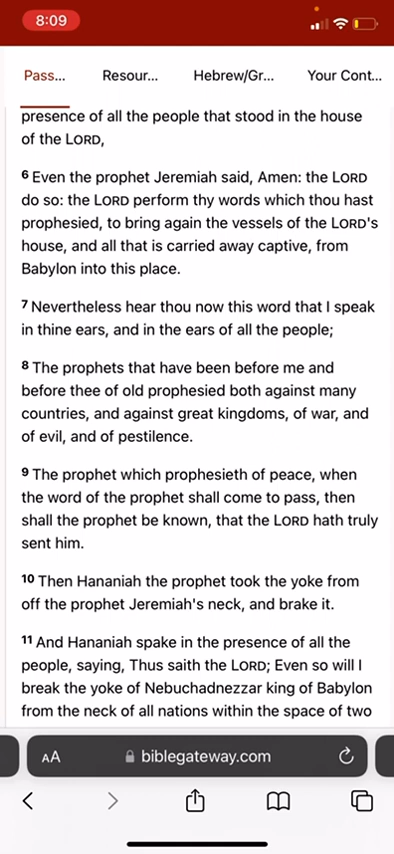 8:09
Pass... Resour... Hebrew/Gr... Your Cont...
presence of all the people that stood in the house
of the LORD,
6 Even the prophet Jeremiah said, Amen: the LORD
do so: the LORD perform thy words which thou hast
prophesied, to bring again the vessels of the LORD's
house, and all that is carried away captive, from
Babylon into this place.
7 Nevertheless hear thou now this word that I speak
in thine ears, and in the ears of all the people;
8 The prophets that have been before me and
before thee of old prophesied both against many
countries, and against great kingdoms, of war, and
of evil, and of pestilence.
9 The prophet which prophesieth of peace, when
the word of the prophet shall come to pass, then
shall the prophet be known, that the LORD hath truly
sent him.
10 Then Hananiah the prophet took the yoke from
off the prophet Jeremiah's neck, and brake it.
11 And Hananiah spake in the presence of all the
people, saying, Thus saith the LORD; Even so will I
break the yoke of Nebuchadnezzar king of Babylon
from the neck of all nations within the space of two
AA biblegateway.com